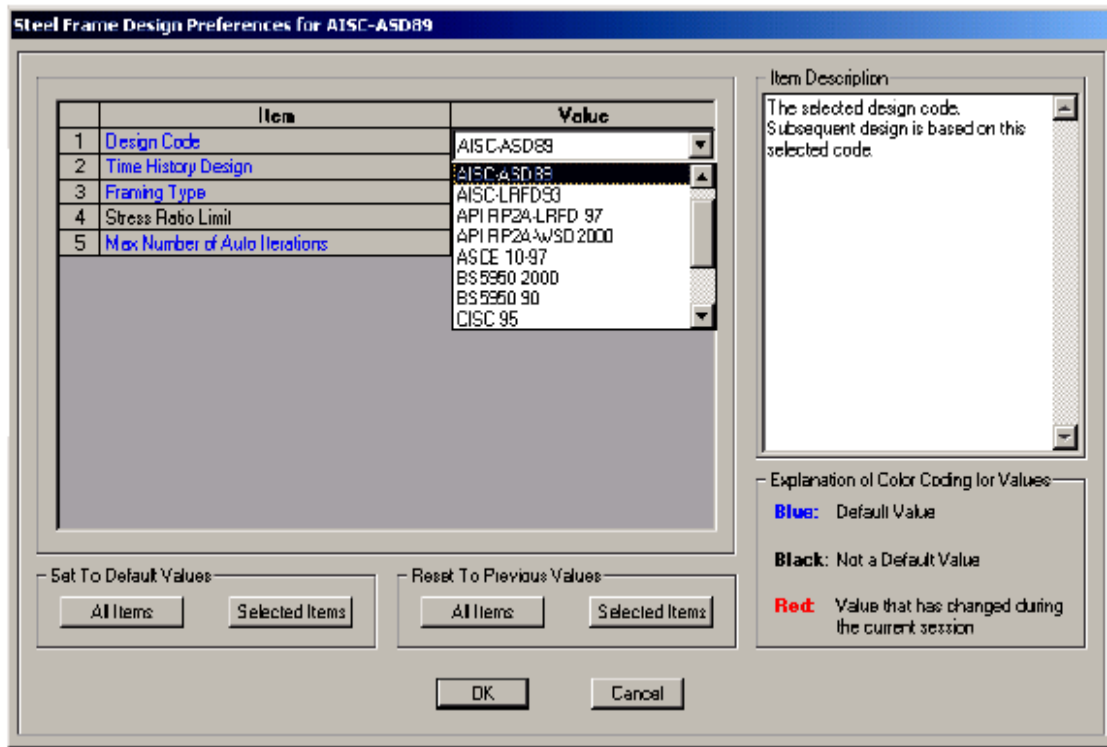 Steel Frame Design Preferences for AISC-ASD89
Item Value
1 Design Code AISC-ASD89
2 Time History Design
3 Framing Type
4 Stress Ratio Limit
5 Max Number of Auto Iterations
AISC-ASD89
AISC-LRFD93
API RP2A-LRFD 97
API RP2A-WSD 2000
ASCE 10-97
BS5950 2000
BS5950 90
CISC 95
Item Description
The selected design code.
Subsequent design is based on this
selected code.
Explanation of Color Coding for Values
Blue: Default Value
Black: Not a Default Value
Red: Value that has changed during
the current session
Set To Default Values
All Items Selected Items
Reset To Previous Values
All Items Selected Items
OK Cancel